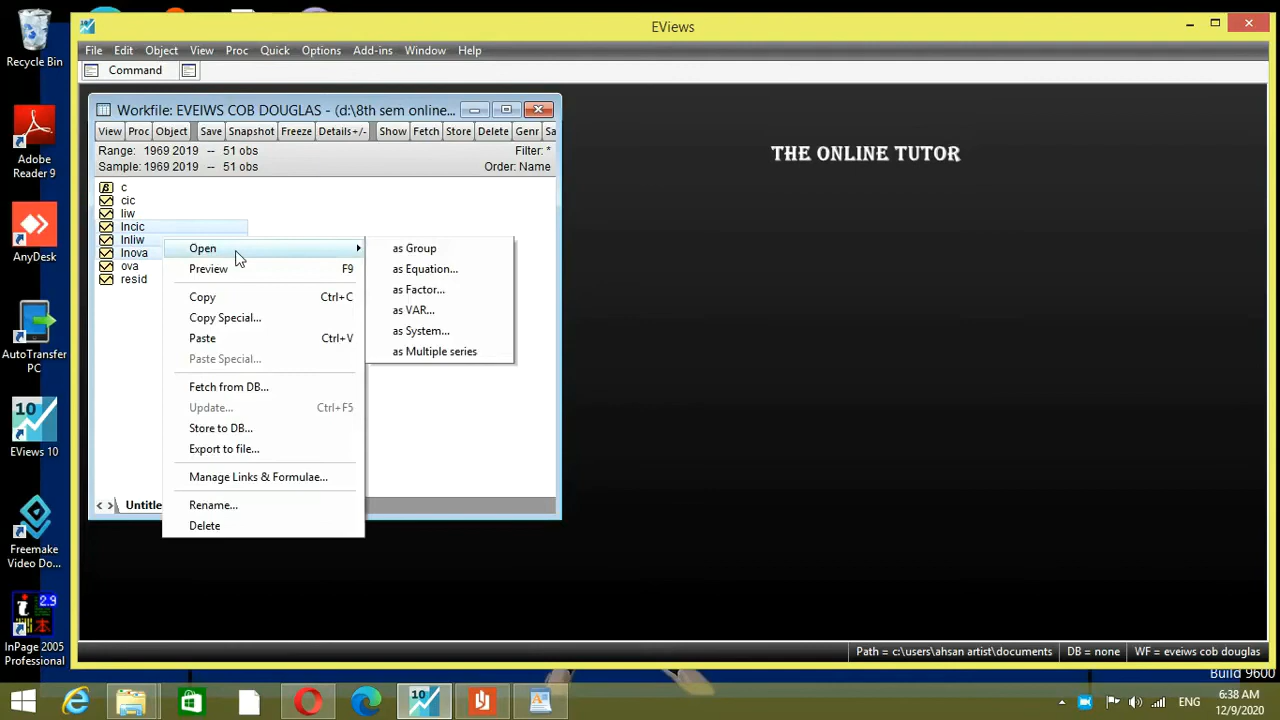 EViews
File Edit Object View Proc Quick Options Add-ins Window Help
Command
Workfile: EVEIWS COB DOUGLAS - (d:\8th sem online...
View Proc Object Save Snapshot Freeze Details+/- Show Fetch Store Delete Genr Sa
Range: 1969 2019 -- 51 obs Filter: *
Sample: 1969 2019 -- 51 obs Order: Name
c
cic
liw
lncic
lnliw
lnova
ova
resid
Untitle
Open
Preview F9
Copy Ctrl+C
Copy Special...
Paste Ctrl+V
Paste Special...
Fetch from DB...
Update... Ctrl+F5
Store to DB...
Export to file...
Manage Links & Formulae...
Rename...
Delete
as Group
as Equation...
as Factor...
as VAR...
as System...
as Multiple series
THE ONLINE TUTOR
Path = c:\users\ahsan artist\documents DB = none WF = eveiws cob douglas
Recycle Bin
Adobe
Reader 9
AnyDesk
AutoTransfer
PC
10
EViews 10
Freemake
Video Do...
2.9
InPage 2005
Professional
Build 9600
10
ENG
6:38 AM
12/9/2020